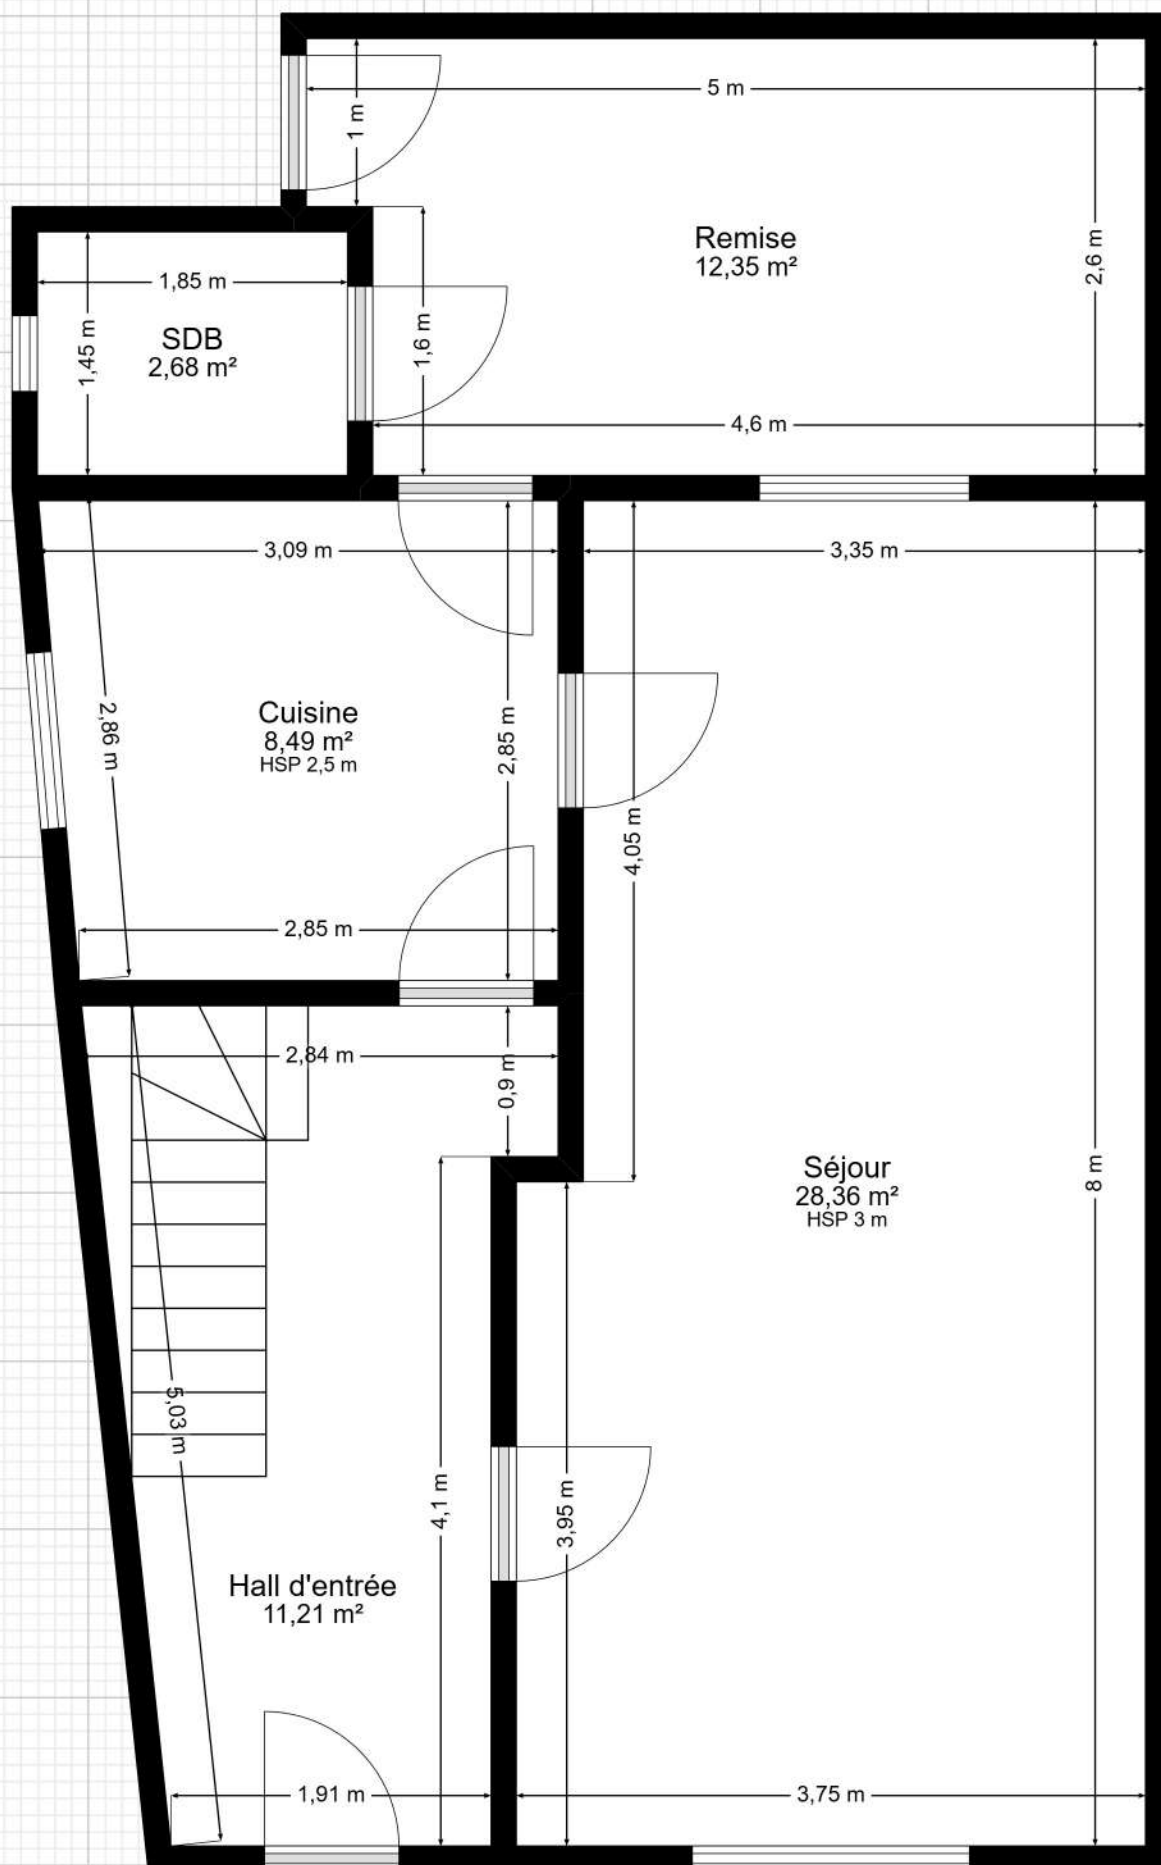 5 m
1 m
Remise
12,35 m²
2,6 m
1,85 m
1,45 m
SDB
2,68 m²
1,6 m
4,6 m
3,09 m
3,35 m
2,86 m
Cuisine
8,49 m²
HSP 2,5 m
2,85 m
4,05 m
2,85 m
2,84 m
0,9 m
Séjour
28,36 m²
HSP 3 m
8 m
5,03 m
4,1 m
3,95 m
Hall d'entrée
11,21 m²
1,91 m
3,75 m